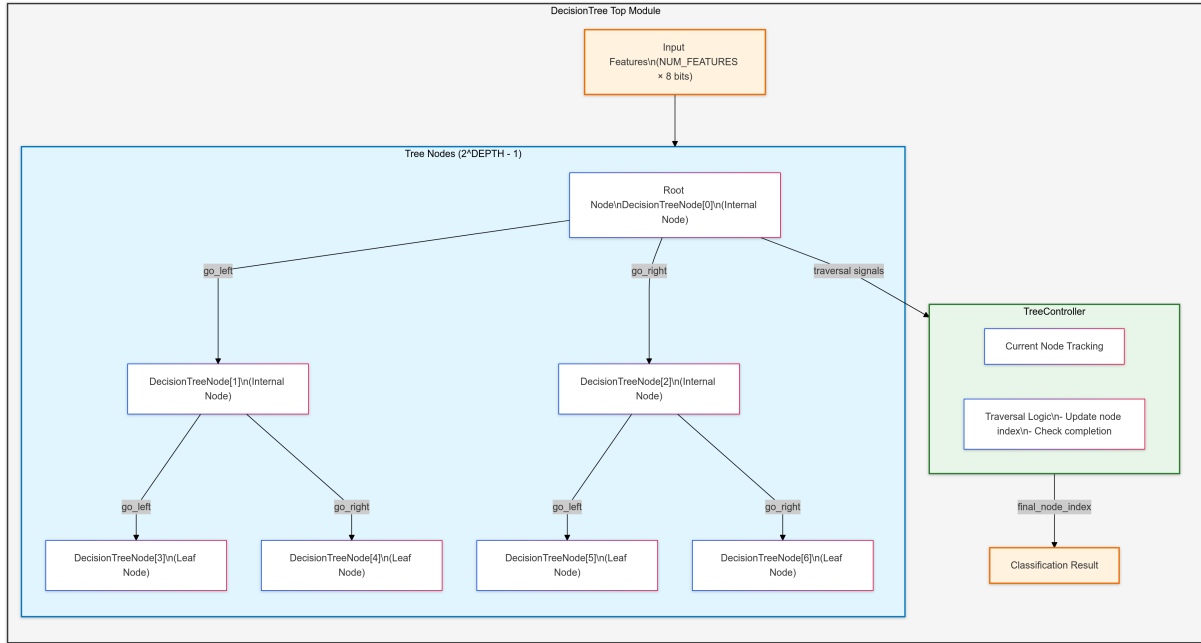 DecisionTree Top Module
Input
Features\n(NUM_FEATURES
× 8 bits)
Tree Nodes (2^DEPTH - 1)
Root
Node\nDecisionTreeNode[0]\n(Internal
Node)
go_left
go_right
traversal signals
TreeController
Current Node Tracking
DecisionTreeNode[1]\n(Internal
Node)
DecisionTreeNode[2]\n(Internal
Node)
Traversal Logic\n- Update node
index\n- Check completion
go_left
go_right
go_left
go_right
final_node_index
DecisionTreeNode[3]\n(Leaf
Node)
DecisionTreeNode[4]\n(Leaf
Node)
DecisionTreeNode[5]\n(Leaf
Node)
DecisionTreeNode[6]\n(Leaf
Node)
Classification Result